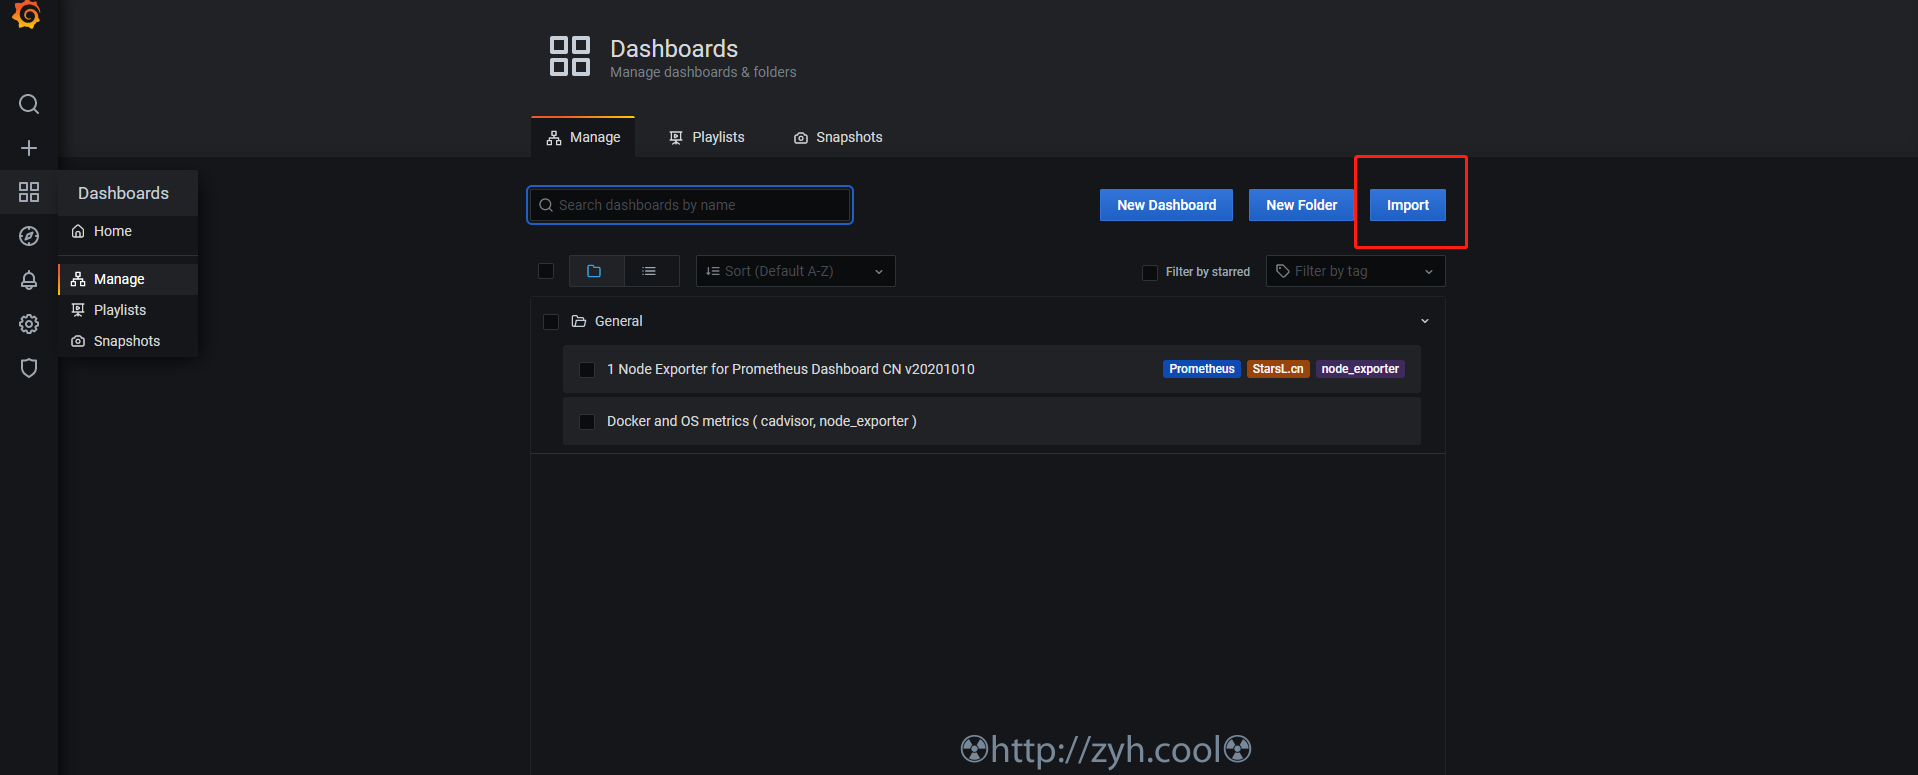 Dashboards
Manage dashboards & folders
Manage Playlists Snapshots
Dashboards
Home
Manage
Playlists
Snapshots
Search dashboards by name
New Dashboard New Folder Import
Sort (Default A-Z) Filter by starred Filter by tag
General
1 Node Exporter for Prometheus Dashboard CN v20201010 Prometheus StarsL.cn node_exporter
Docker and OS metrics ( cadvisor, node_exporter )
☢http://zyh.cool☢